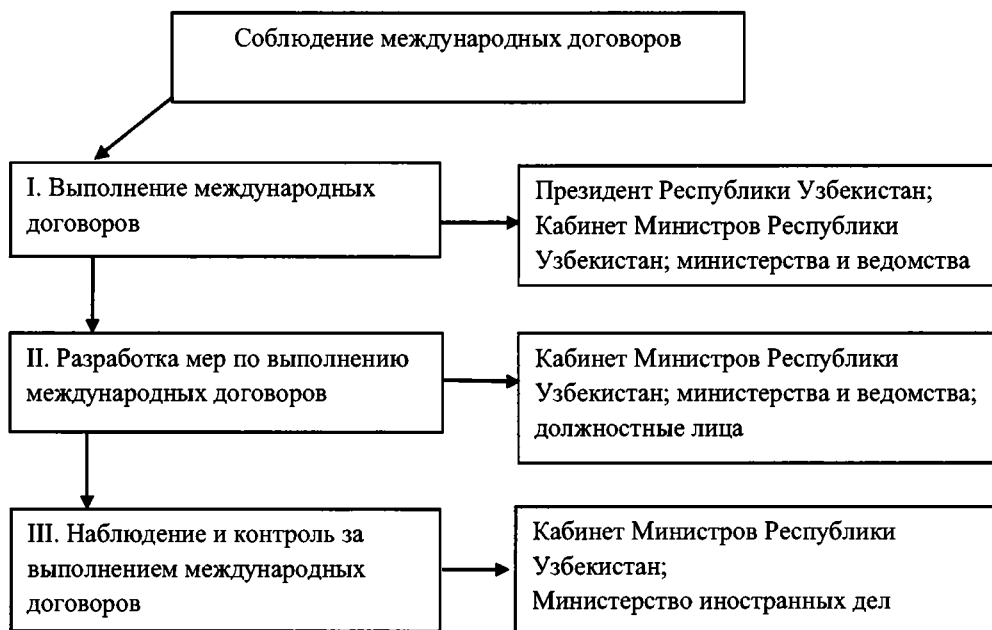 Соблюдение международных договоров
I. Выполнение международных
договоров
Президент Республики Узбекистан;
Кабинет Министров Республики
Узбекистан; министерства и ведомства
II. Разработка мер по выполнению
международных договоров
Кабинет Министров Республики
Узбекистан; министерства и ведомства;
должностные лица
III. Наблюдение и контроль за
выполнением международных
договоров
Кабинет Министров Республики
Узбекистан;
Министерство иностранных дел